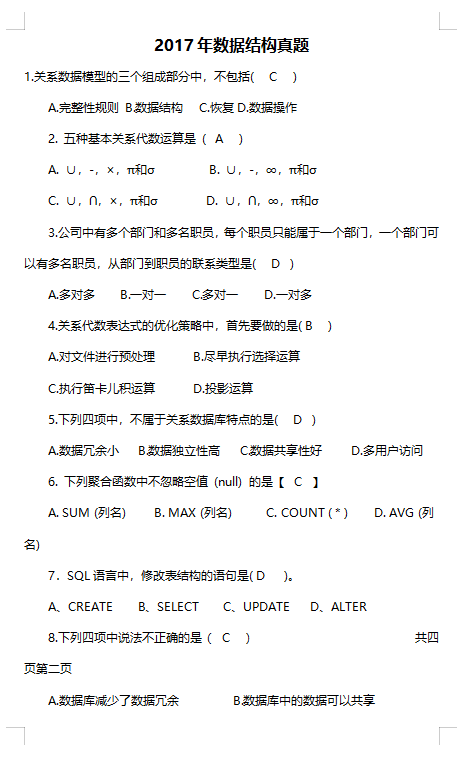 2017年数据结构真题
1.关系数据模型的三个组成部分中，不包括( C )
A.完整性规则 B.数据结构 C.恢复 D.数据操作
2. 五种基本关系代数运算是（ A ）
A. ∪，-，×，π和σ B. ∪，-，∞，π和σ
C. ∪，∩，×，π和σ D. ∪，∩，∞，π和σ
3.公司中有多个部门和多名职员，每个职员只能属于一个部门，一个部门可
以有多名职员，从部门到职员的联系类型是( D )
A.多对多 B.一对一 C.多对一 D.一对多
4.关系代数表达式的优化策略中，首先要做的是( B )
A.对文件进行预处理 B.尽早执行选择运算
C.执行笛卡儿积运算 D.投影运算
5.下列四项中，不属于关系数据库特点的是( D )
A.数据冗余小 B.数据独立性高 C.数据共享性好 D.多用户访问
6. 下列聚合函数中不忽略空值 (null) 的是【 C 】
A. SUM (列名) B. MAX (列名) C. COUNT ( * ) D. AVG (列
名)
7．SQL 语言中，修改表结构的语句是( D )。
A、CREATE B、SELECT C、UPDATE D、ALTER
8.下列四项中说法不正确的是（ C ） 共四
页第二页
A.数据库减少了数据冗余 B.数据库中的数据可以共享